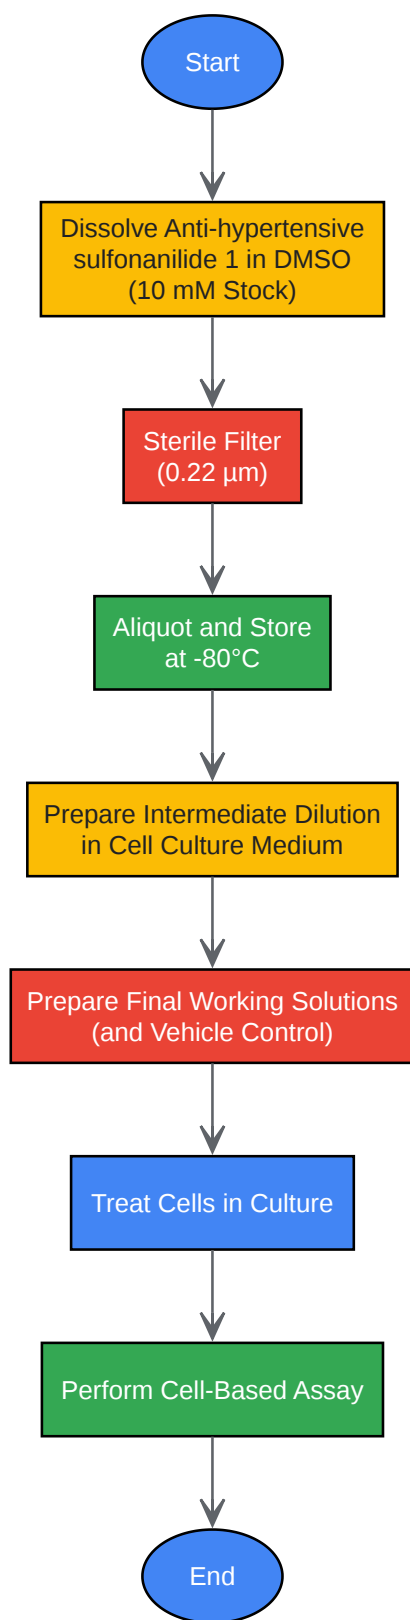 Start
Dissolve Anti-hypertensive
sulfonanilide 1 in DMSO
(10 mM Stock)
Sterile Filter
(0.22 µm)
Aliquot and Store
at -80°C
Prepare Intermediate Dilution
in Cell Culture Medium
Prepare Final Working Solutions
(and Vehicle Control)
Treat Cells in Culture
Perform Cell-Based Assay
End